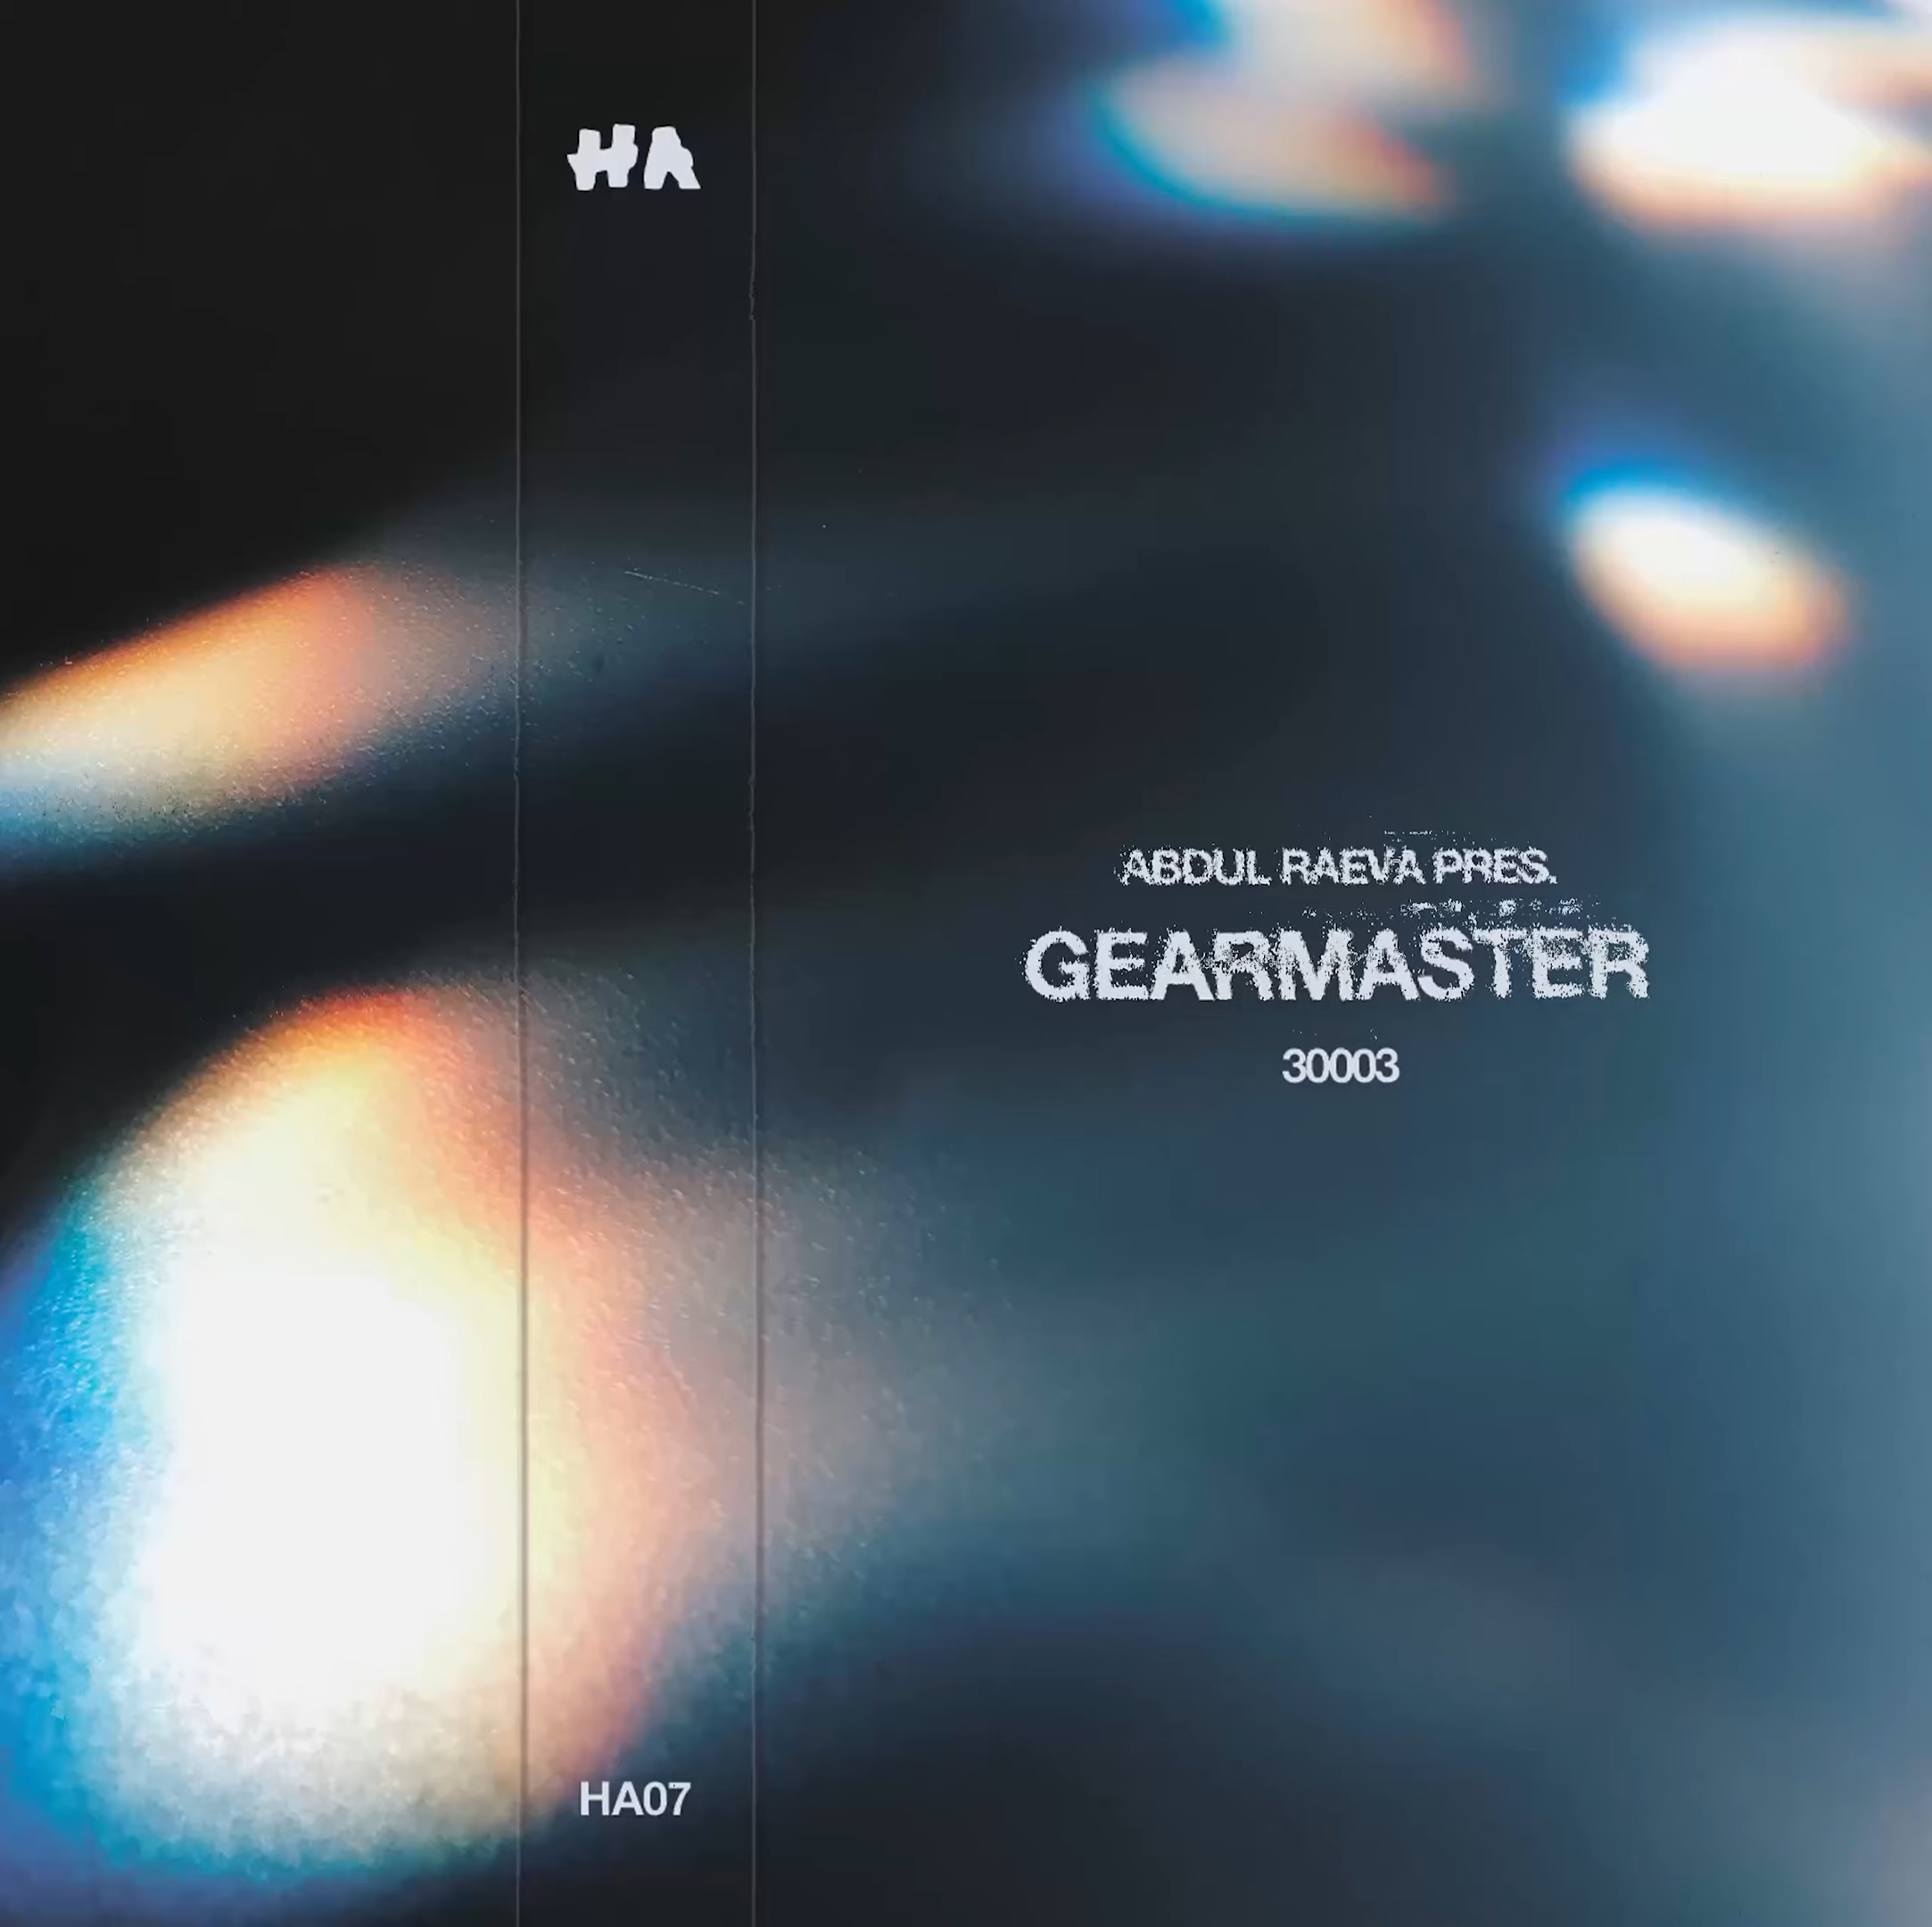 HA
ABDUL RAEVA PRES.
GEARMASTER
30003
HA07